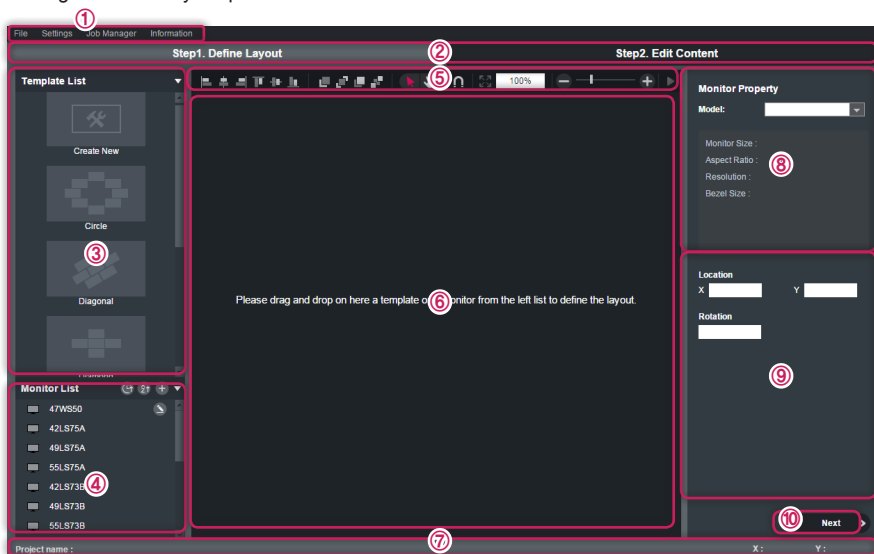 ①
File Settings Job Manager Information
Step1. Define Layout ② Step2. Edit Content
Template List
⑤
100%
Create New
Circle
③
Diagonal
Monitor List
47WS50
42LS75A
49LS75A
55LS75A
42LS73B
④
49LS73B
55LS73B
Please drag and drop on here a template or monitor from the left list to define the layout.
⑥
Monitor Property
Model:
Monitor Size :
Aspect Ratio :
⑧
Resolution :
Bezel Size :
Location
X Y
Rotation
⑨
⑩ Next
⑦
Project name : X : Y :